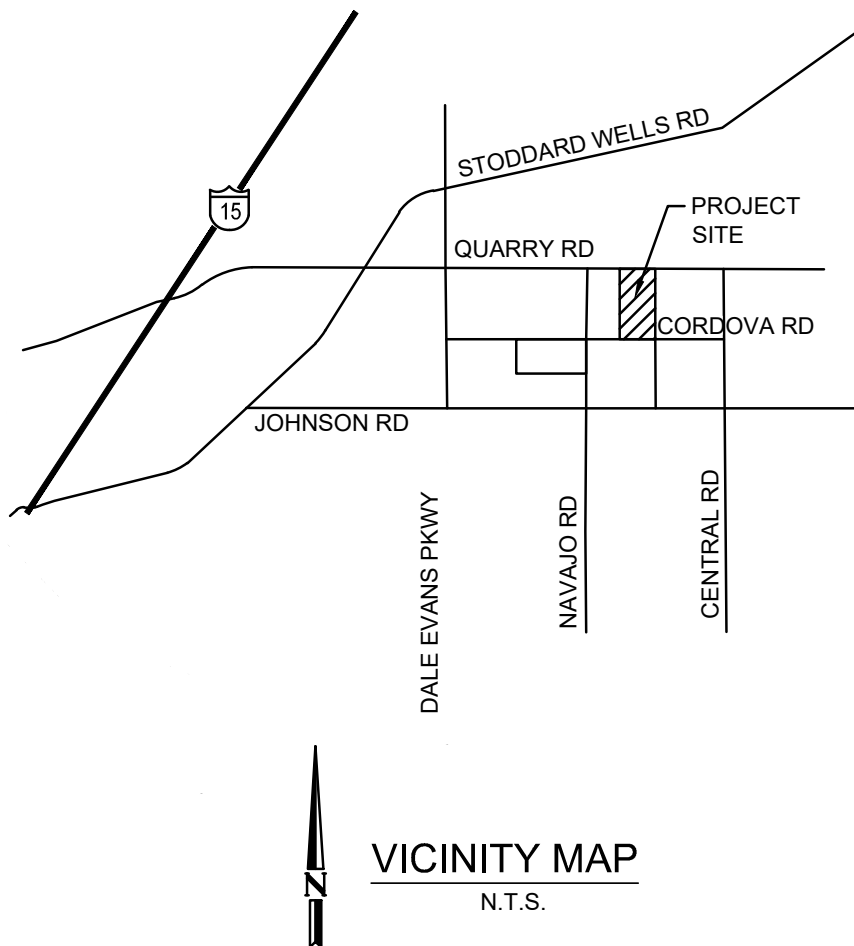 STODDARD WELLS RD
15
PROJECT
SITE
QUARRY RD
CORDOVA RD
JOHNSON RD
DALE EVANS PKWY
NAVAJO RD
CENTRAL RD
N
VICINITY MAP
N.T.S.